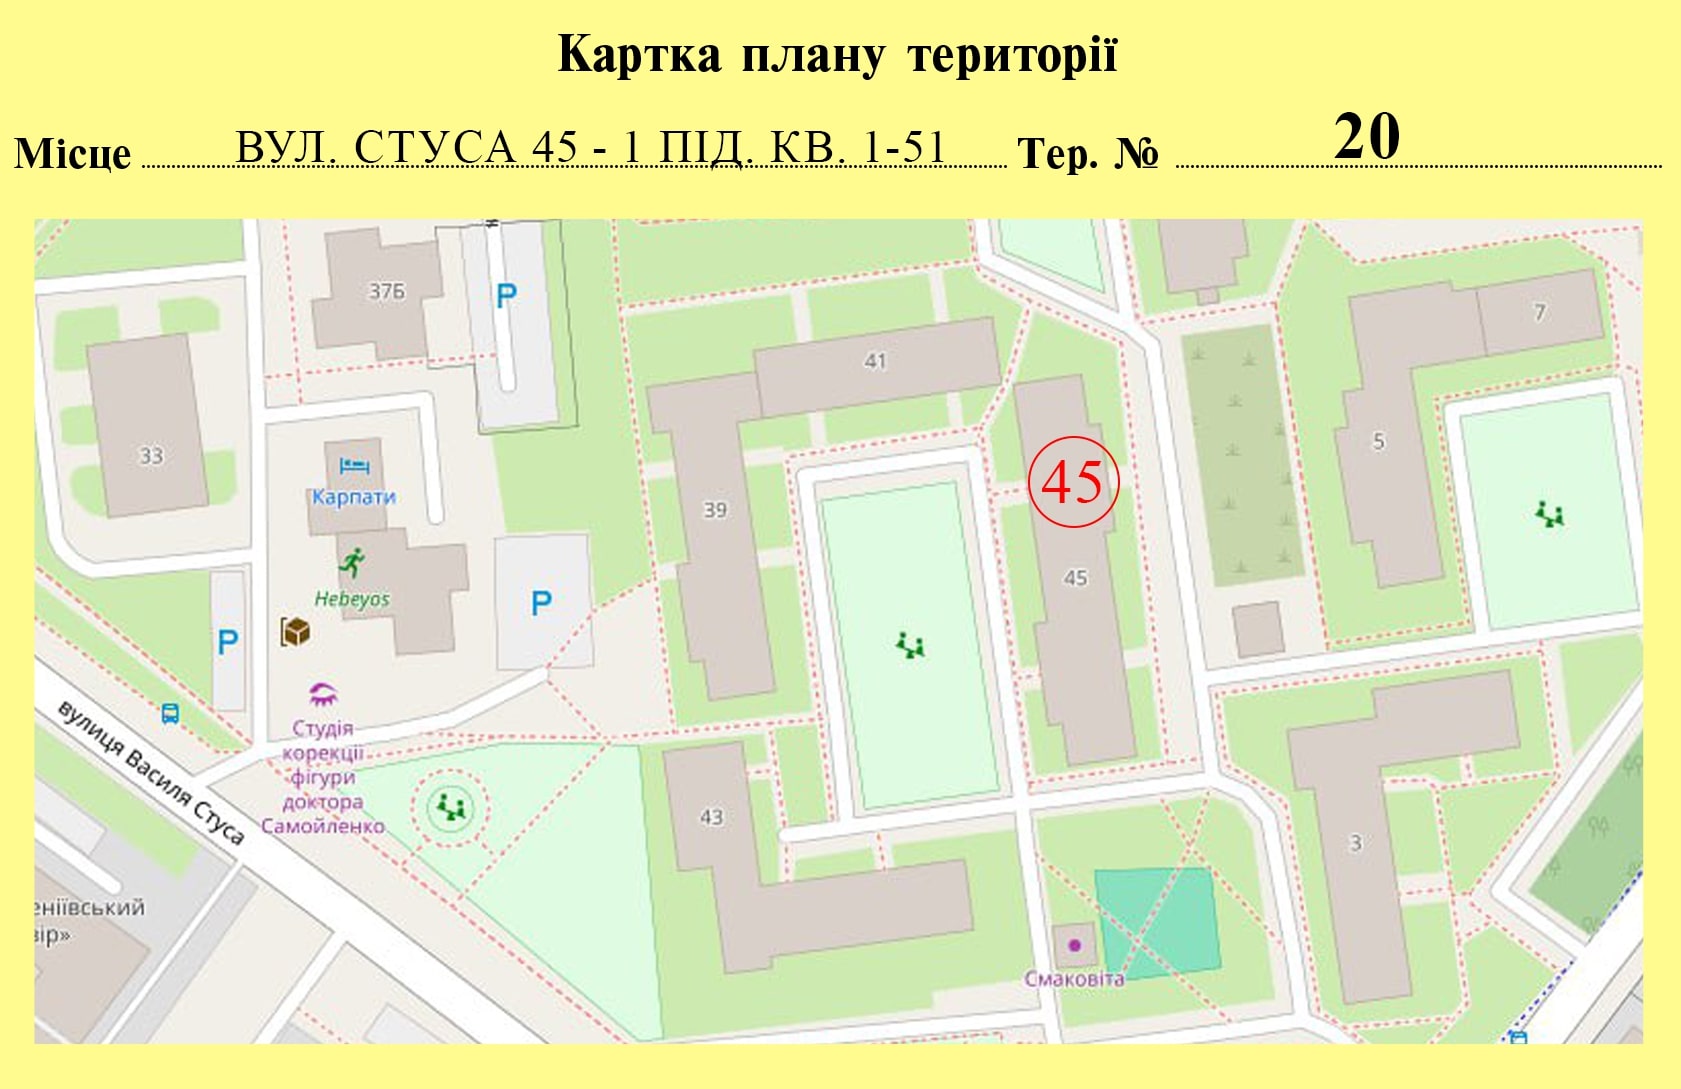 Картка плану території
Місце ВУЛ. СТУСА 45 - 1 ПІД. КВ. 1-51 Тер. № 20
37Б
P
7
41
33
5
Карпати
45
39
45
Hebeyos
P
P
вулиця Василя Стуса
Студія
корекції
фігури
доктора
Самойленко
43
3
еніївський
вір»
Смаковіта